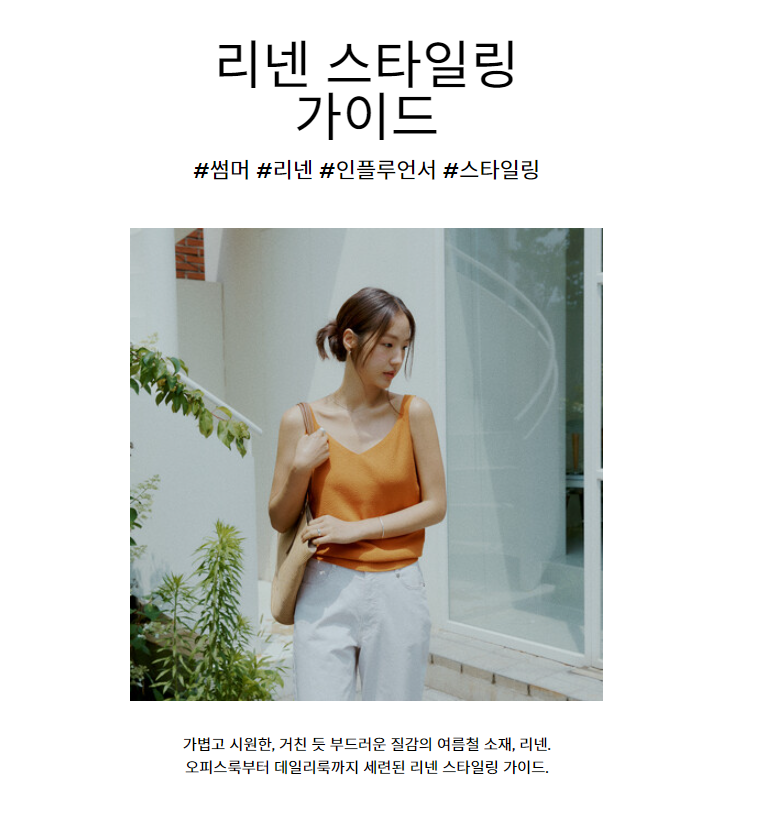 리넨 스타일링
가이드
#썸머 #리넨 #인플루언서 #스타일링
가볍고 시원한, 거친 듯 부드러운 질감의 여름철 소재, 리넨.
오피스룩부터 데일리룩까지 세련된 리넨 스타일링 가이드.